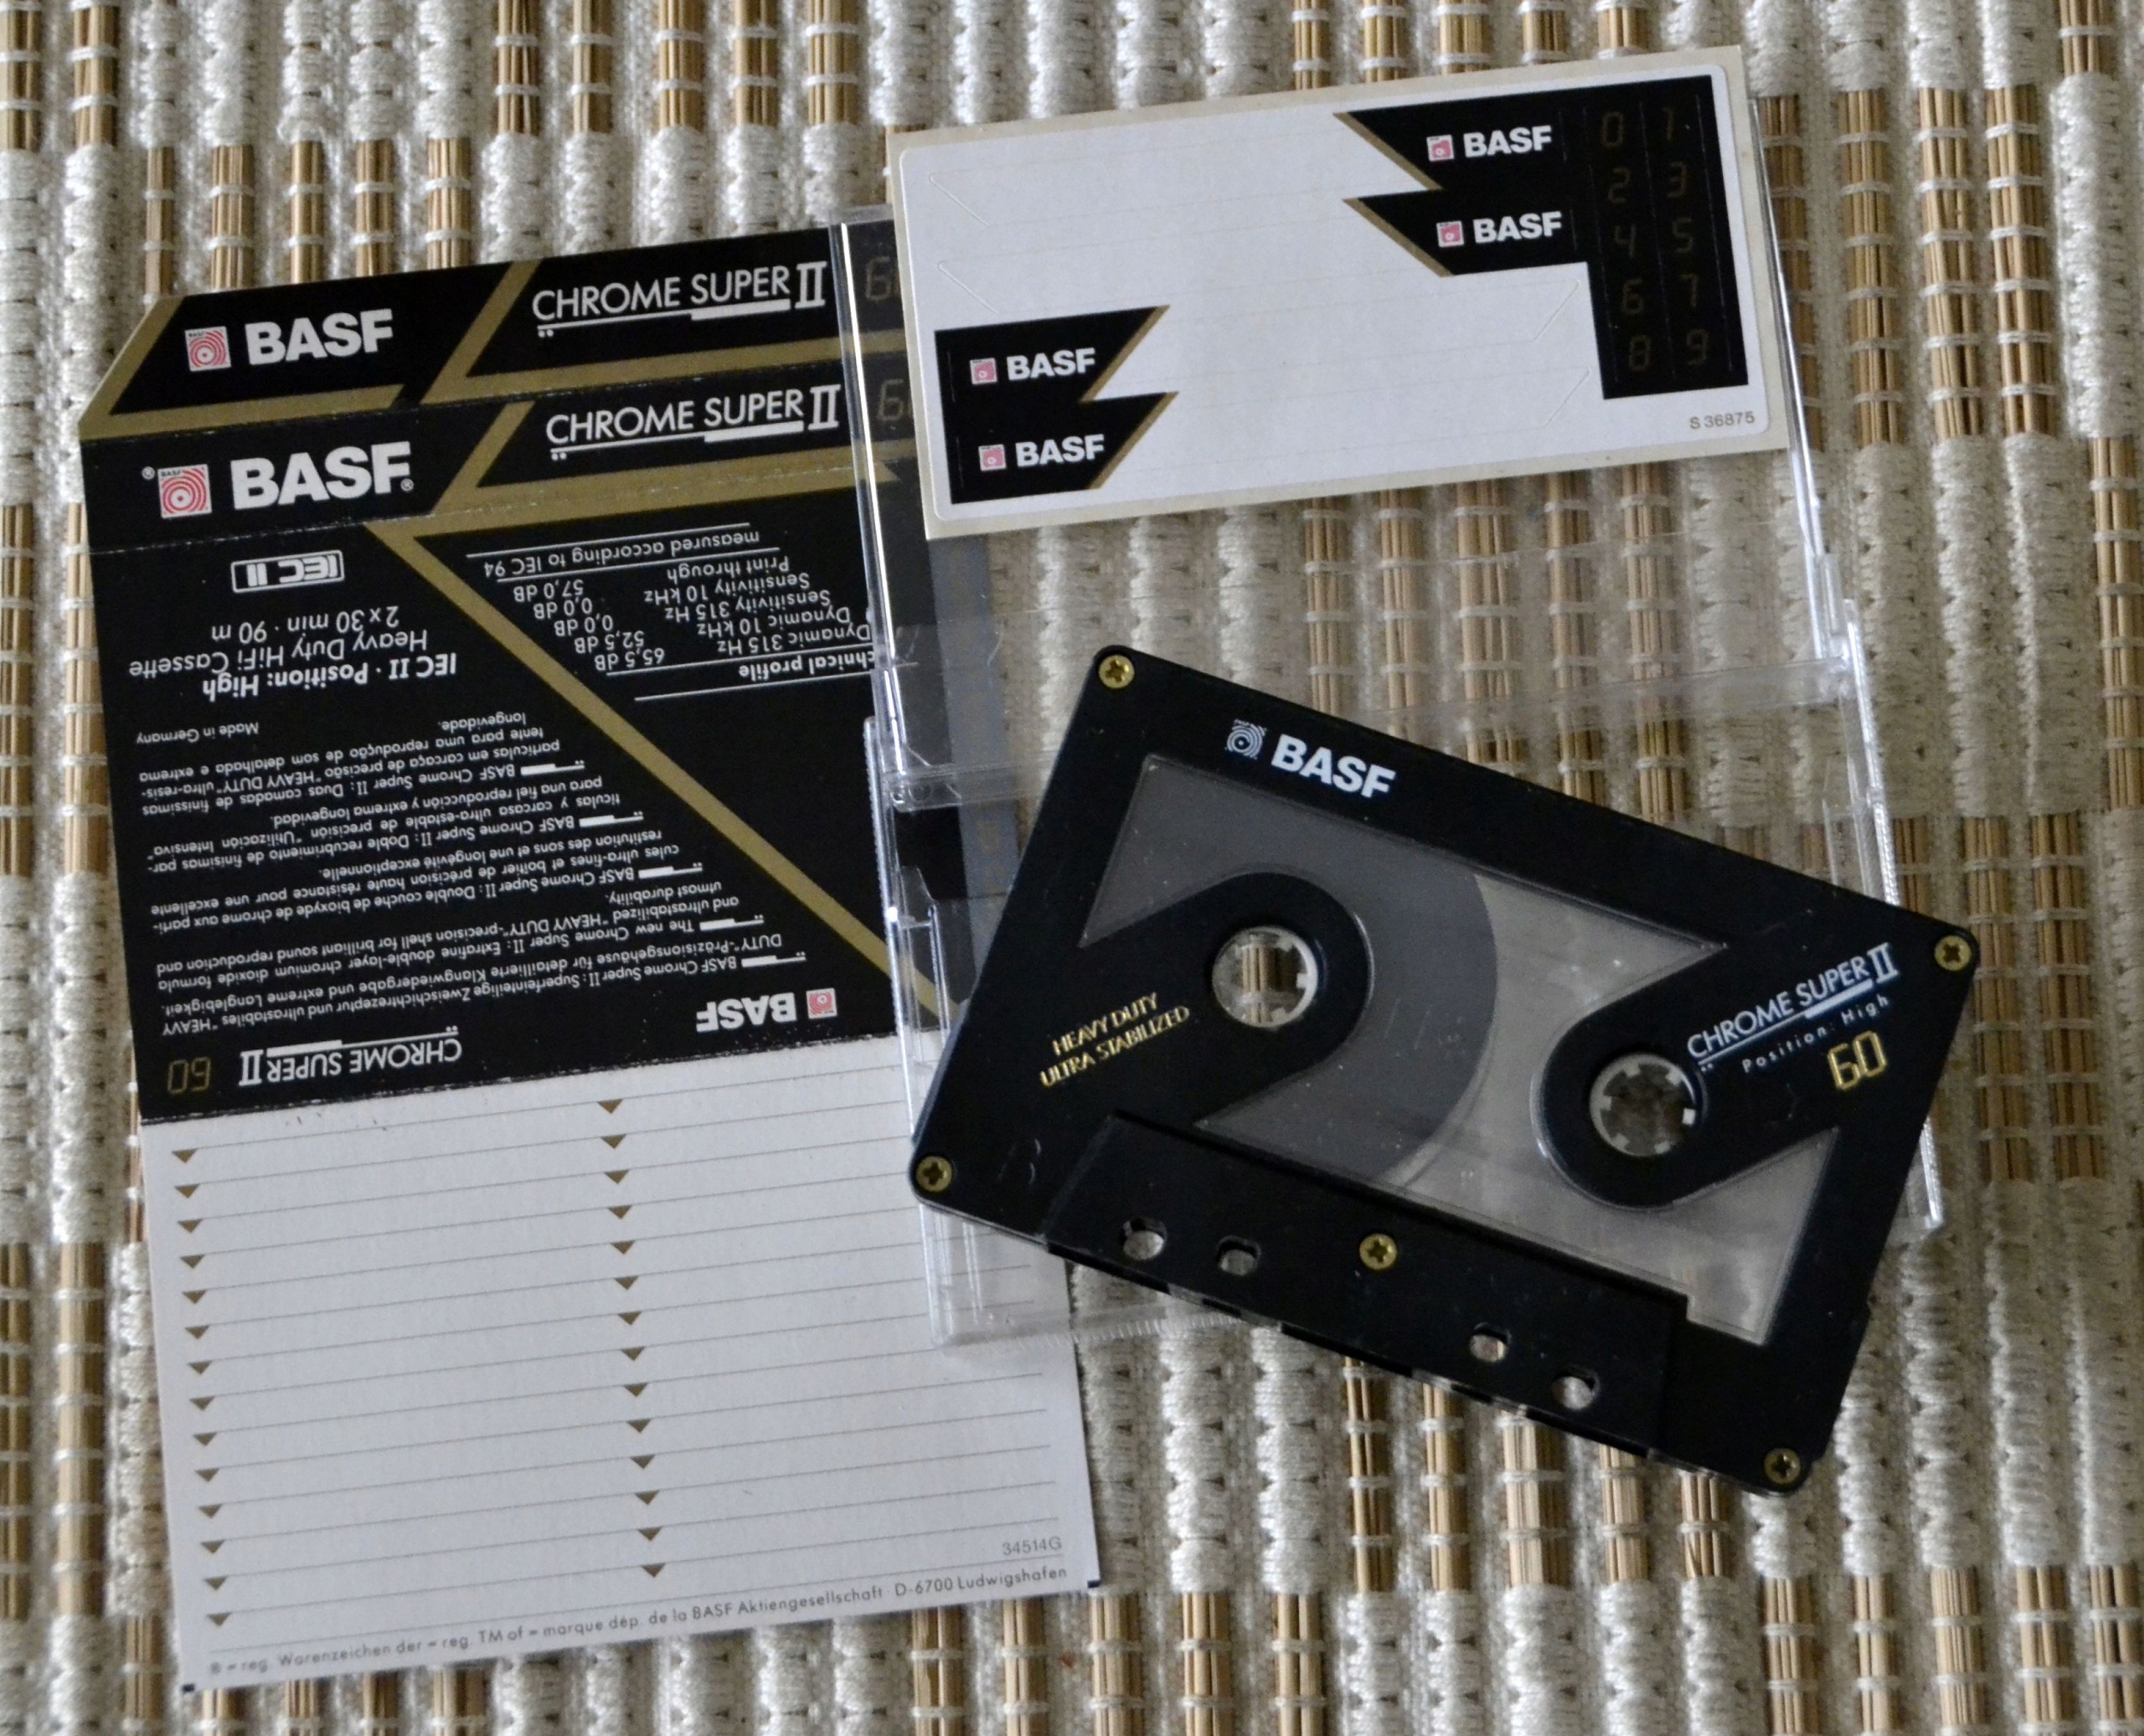 BASF
CHROME SUPER II
BASF
CHROME SUPER II
IEC II
2 x 30 min · 90 m
Heavy Duty HiFi Cassette
IEC II · Position: High
measured according to IEC 94
Print through 57,0 dB
Sensitivity 10 kHz 0,0 dB
Sensitivity 315 Hz 0,0 dB
Dynamic 10 kHz 52,5 dB
Dynamic 315 Hz 65,5 dB
chnical profile
Made in Germany
BASF
CHROME SUPER II 60
BASF Chrome Super II: Superfeinteilige Zweischichtrezeptur und ultrastabiles "HEAVY
DUTY"-Präzisionsgehäuse für detaillierte Klangwiedergabe und extreme Langlebigkeit.
The new Chrome Super II: Extrafine double-layer chromium dioxide formula
and ultrastabilized "HEAVY DUTY"-precision shell for brilliant sound reproduction and
utmost durability.
BASF Chrome Super II: Double couche de bioxyde de chrome aux parti-
cules ultra-fines et boîtier de précision haute résistance pour une excellente
restitution des sons et une longévité exceptionnelle.
BASF Chrome Super II: Doble recubrimiento de finísimas par-
tículas y carcasa ultra-estable de precisión "Utilización Intensiva"
para una fiel reproducción y extrema longevidad.
BASF Chrome Super II: Duas camadas de finíssimas
partículas em carcaça de precisão "HEAVY DUTY" ultra-resis-
tente para uma reprodução de som detalhada e extrema
longevidade.
34514G
® = reg. Warenzeichen der = reg. TM of = marque dép. de la BASF Aktiengesellschaft · D-6700 Ludwigshafen
BASF 0 1
2 3
BASF 4 5
6 7
BASF 8 9
BASF
S 36875
BASF
HEAVY DUTY
ULTRA STABILIZED
CHROME SUPER II
Position: High
60